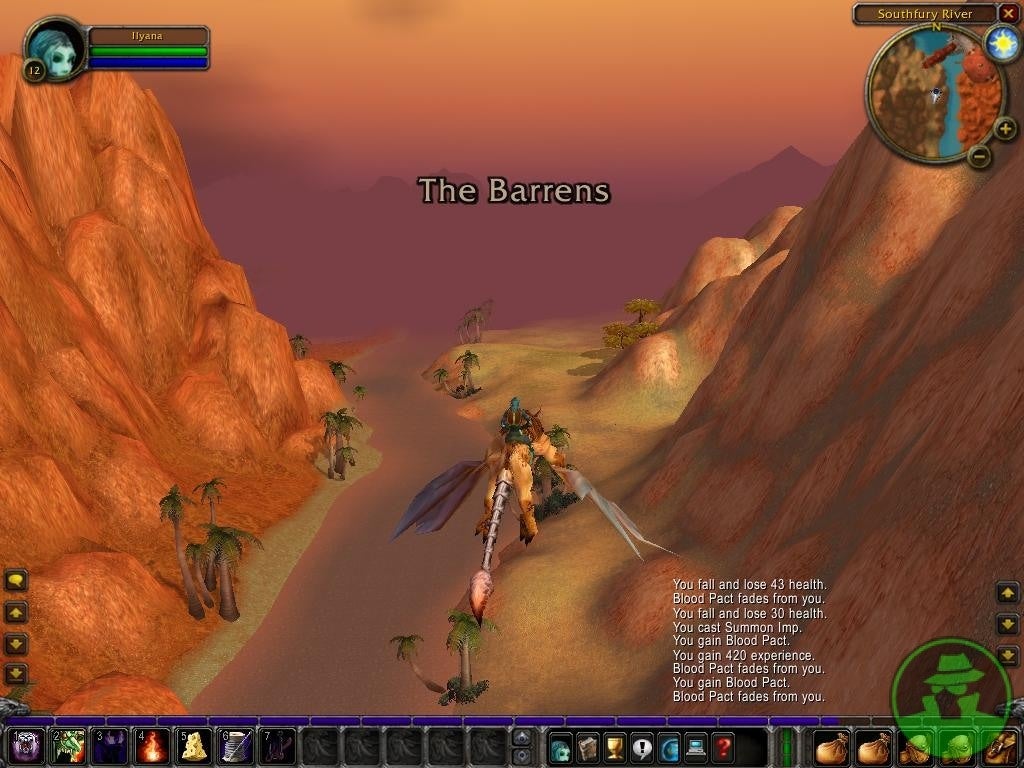 Ilyana
12
Southfury River
N
The Barrens
You fall and lose 43 health.
Blood Pact fades from you.
You fall and lose 30 health.
You cast Summon Imp.
You gain Blood Pact.
You gain 420 experience.
Blood Pact fades from you.
You gain Blood Pact.
Blood Pact fades from you.
2 3 4 5 6 7